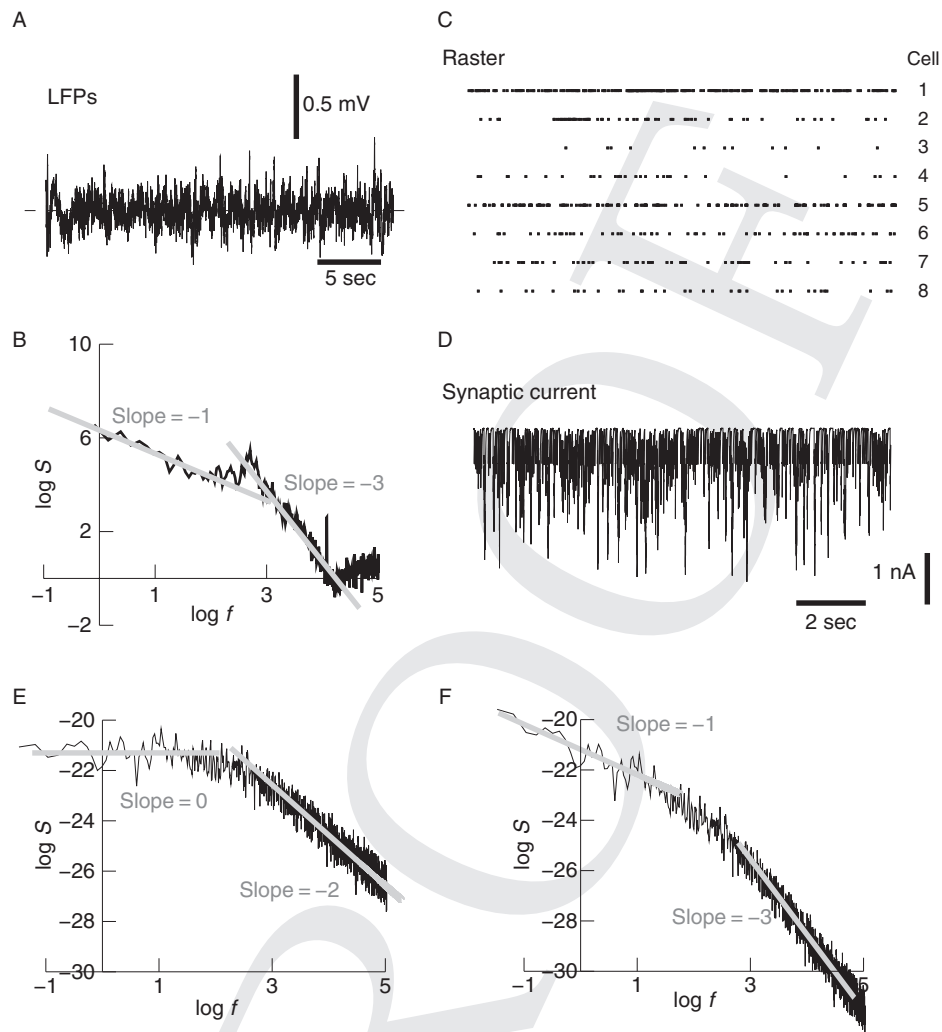 A
LFPs
0.5 mV
5 sec
C
Raster
Cell
1
2
3
4
5
6
7
8
B
10
6
2
−2
−1
1
3
5
log S
log f
Slope = −1
Slope = −3
D
Synaptic current
1 nA
2 sec
E
−20
−22
−24
−26
−28
−30
−1
1
3
5
log S
log f
Slope = 0
Slope = −2
F
−20
−22
−24
−26
−28
−30
−1
1
3
5
log S
log f
Slope = −1
Slope = −3
PROOF